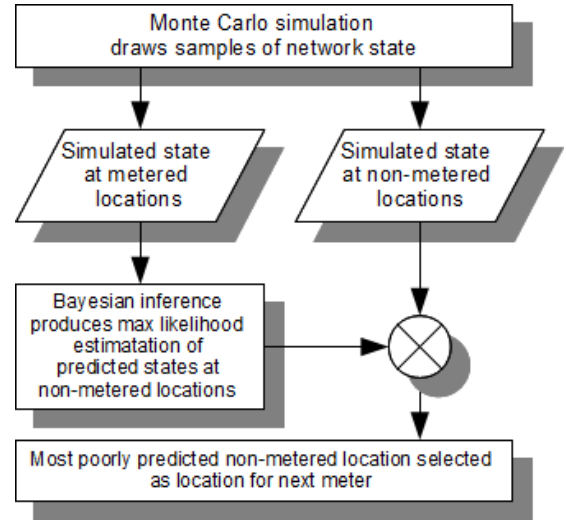 Monte Carlo simulation
draws samples of network state
Simulated state
at metered
locations
Simulated state
at non-metered
locations
Bayesian inference
produces max likelihood
estimatation of
predicted states at
non-metered locations
Most poorly predicted non-metered location selected
as location for next meter